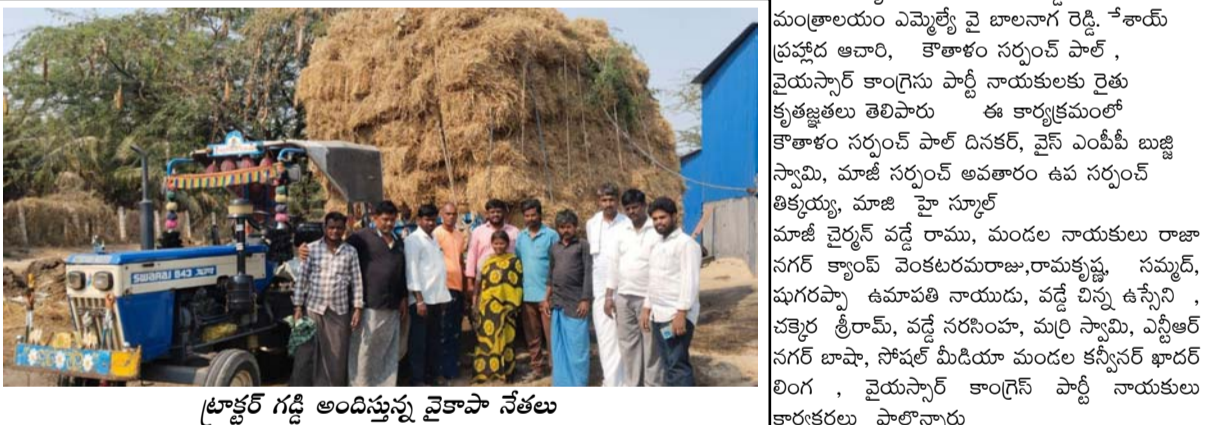 SWARAJ 843
ట్రాక్టర్ గడ్డి అందిస్తున్న వైకాపా నేతలు
మంత్రాలయం ఎమ్మెల్యే వై బాలనాగ రెడ్డి. శాయ్
ప్రహ్లాద ఆచారి, కౌతాళం సర్పంచ్ పాల్ ,
వైయస్సార్ కాంగ్రెసు పార్టీ నాయకులకు రైతు
కృతజ్ఞతలు తెలిపారు ఈ కార్యక్రమంలో
కౌతాళం సర్పంచ్ పాల్ దినకర్, వైస్ ఎంపీపీ బుజ్జి
స్వామి, మాజీ సర్పంచ్ అవతారం ఉప సర్పంచ్
తిక్కయ్య, మాజి హై స్కూల్
మాజీ చైర్మన్ వడ్డే రాము, మండల నాయకులు రాజా
నగర్ క్యాంప్ వెంకటరమరాజు,రామకృష్ణ, సమ్మద్,
షుగరప్పా ఉమాపతి నాయుడు, వడ్డే చిన్న ఉస్సేని ,
చక్కెర శ్రీరామ్, వడ్డే నరసింహ, మర్రి స్వామి, ఎన్టీఆర్
నగర్ బాషా, సోషల్ మీడియా మండల కన్వీనర్ ఖాదర్
లింగ , వైయస్సార్ కాంగ్రెస్ పార్టీ నాయకులు
కార్యకర్తలు పాల్గొన్నారు